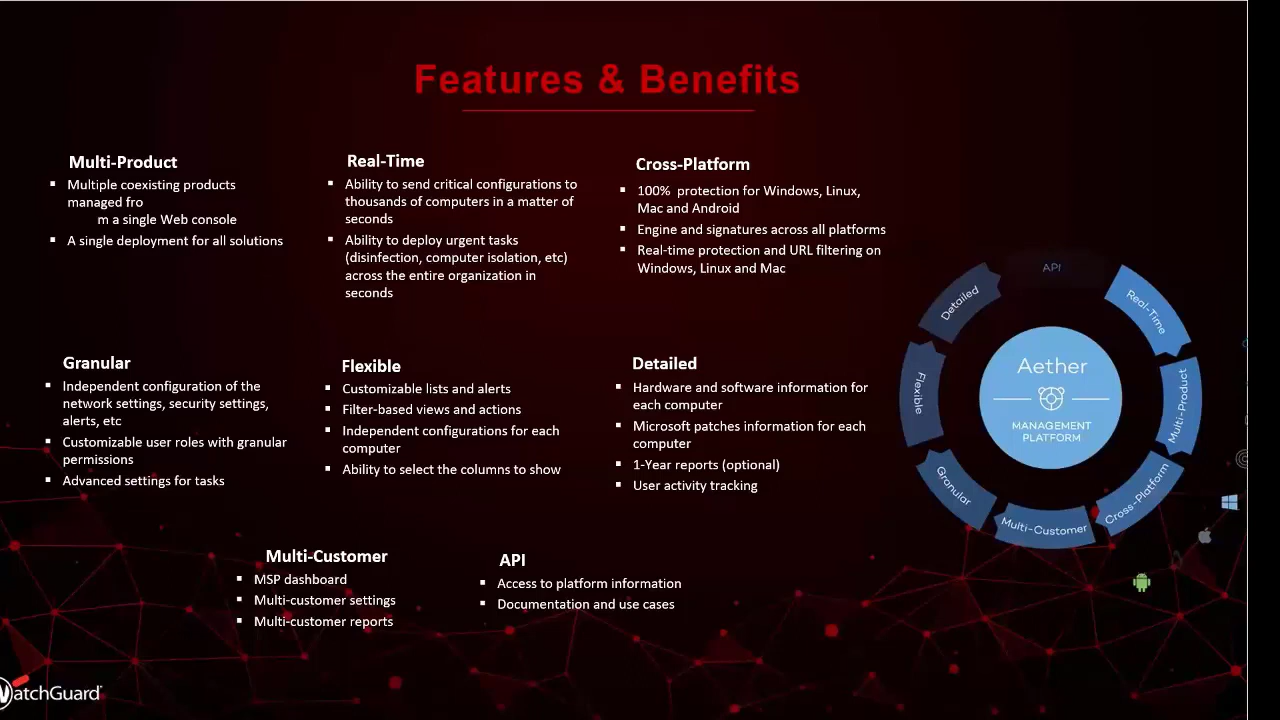 Features & Benefits
Multi-Product
▪ Multiple coexisting products
managed fro
m a single Web console
▪ A single deployment for all solutions
Real-Time
▪ Ability to send critical configurations to
thousands of computers in a matter of
seconds
▪ Ability to deploy urgent tasks
(disinfection, computer isolation, etc)
across the entire organization in
seconds
Cross-Platform
▪ 100%  protection for Windows, Linux,
Mac and Android
▪ Engine and signatures across all platforms
▪ Real-time protection and URL filtering on
Windows, Linux and Mac
Granular
▪ Independent configuration of the
network settings, security settings,
alerts, etc
▪ Customizable user roles with granular
permissions
▪ Advanced settings for tasks
Flexible
▪ Customizable lists and alerts
▪ Filter-based views and actions
▪ Independent configurations for each
computer
▪ Ability to select the columns to show
Detailed
▪ Hardware and software information for
each computer
▪ Microsoft patches information for each
computer
▪ 1-Year reports (optional)
▪ User activity tracking
Multi-Customer
▪ MSP dashboard
▪ Multi-customer settings
▪ Multi-customer reports
API
▪ Access to platform information
▪ Documentation and use cases
API
Real-Time
Multi-Product
Cross-Platform
Multi-Customer
Granular
Flexible
Detailed
Aether
MANAGEMENT
PLATFORM
WatchGuard